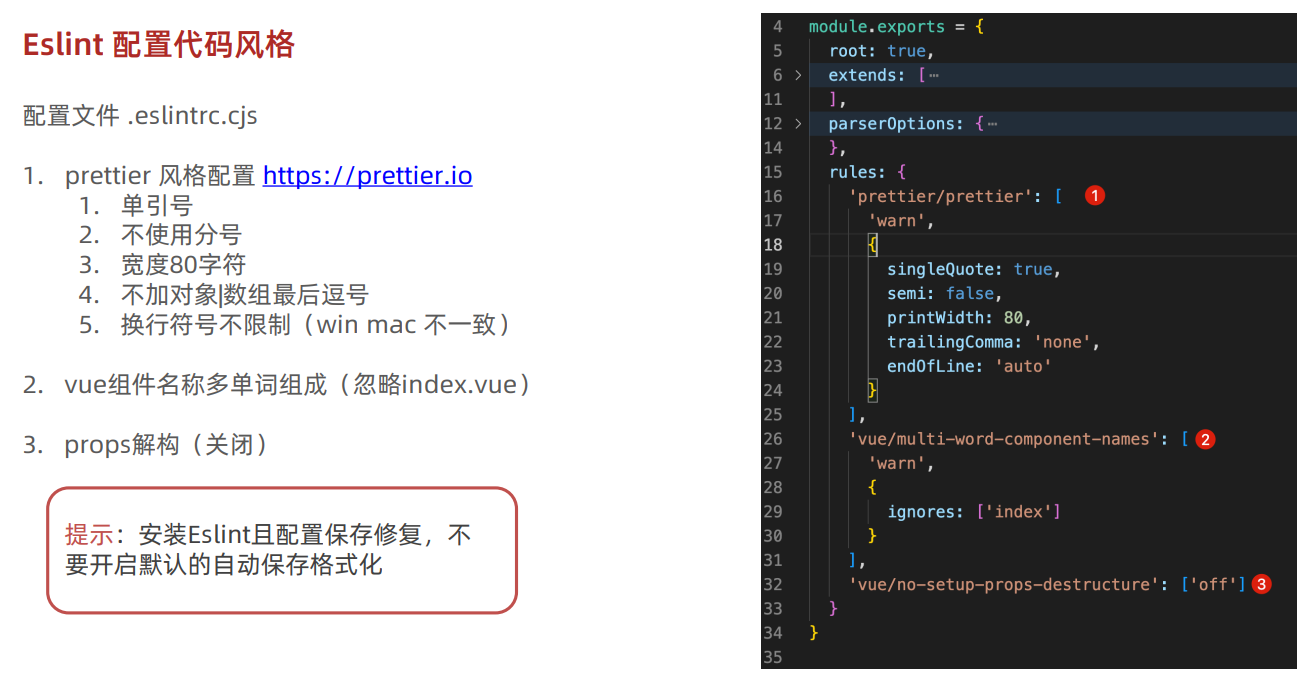 Eslint 配置代码风格
配置文件 .eslintrc.cjs
1. prettier 风格配置 https://prettier.io
1. 单引号
2. 不使用分号
3. 宽度80字符
4. 不加对象|数组最后逗号
5. 换行符号不限制（win mac 不一致）
2. vue组件名称多单词组成（忽略index.vue）
3. props解构（关闭）
提示：安装Eslint且配置保存修复，不
要开启默认的自动保存格式化
4 module.exports = {
5 root: true,
6 > extends: [⋯
11 ],
12 > parserOptions: {⋯
14 },
15 rules: {
16 'prettier/prettier': [ 1
17 'warn',
18 {
19 singleQuote: true,
20 semi: false,
21 printWidth: 80,
22 trailingComma: 'none',
23 endOfLine: 'auto'
24 }
25 ],
26 'vue/multi-word-component-names': [ 2
27 'warn',
28 {
29 ignores: ['index']
30 }
31 ],
32 'vue/no-setup-props-destructure': ['off'] 3
33 }
34 }
35